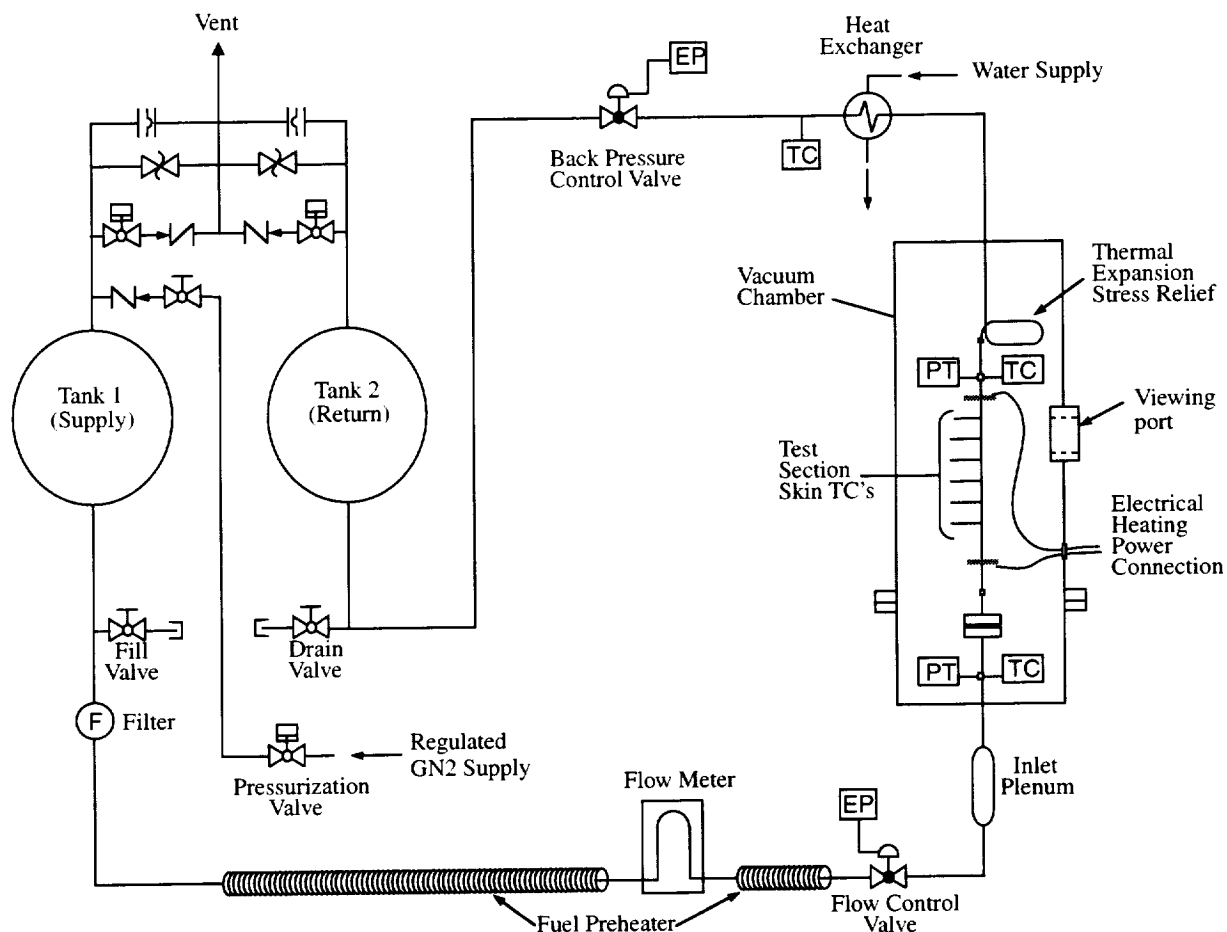 Vent
Heat
Exchanger
EP
Water Supply
TC
Back Pressure
Control Valve
Thermal
Expansion
Stress Relief
Vacuum
Chamber
Tank 1
(Supply)
Tank 2
(Return)
PT
TC
Viewing
port
Test
Section
Skin TC's
Electrical
Heating
Power
Connection
Fill
Valve
Drain
Valve
PT
TC
F
Filter
Regulated
GN2 Supply
Pressurization
Valve
Flow Meter
Inlet
Plenum
EP
Fuel Preheater
Flow Control
Valve